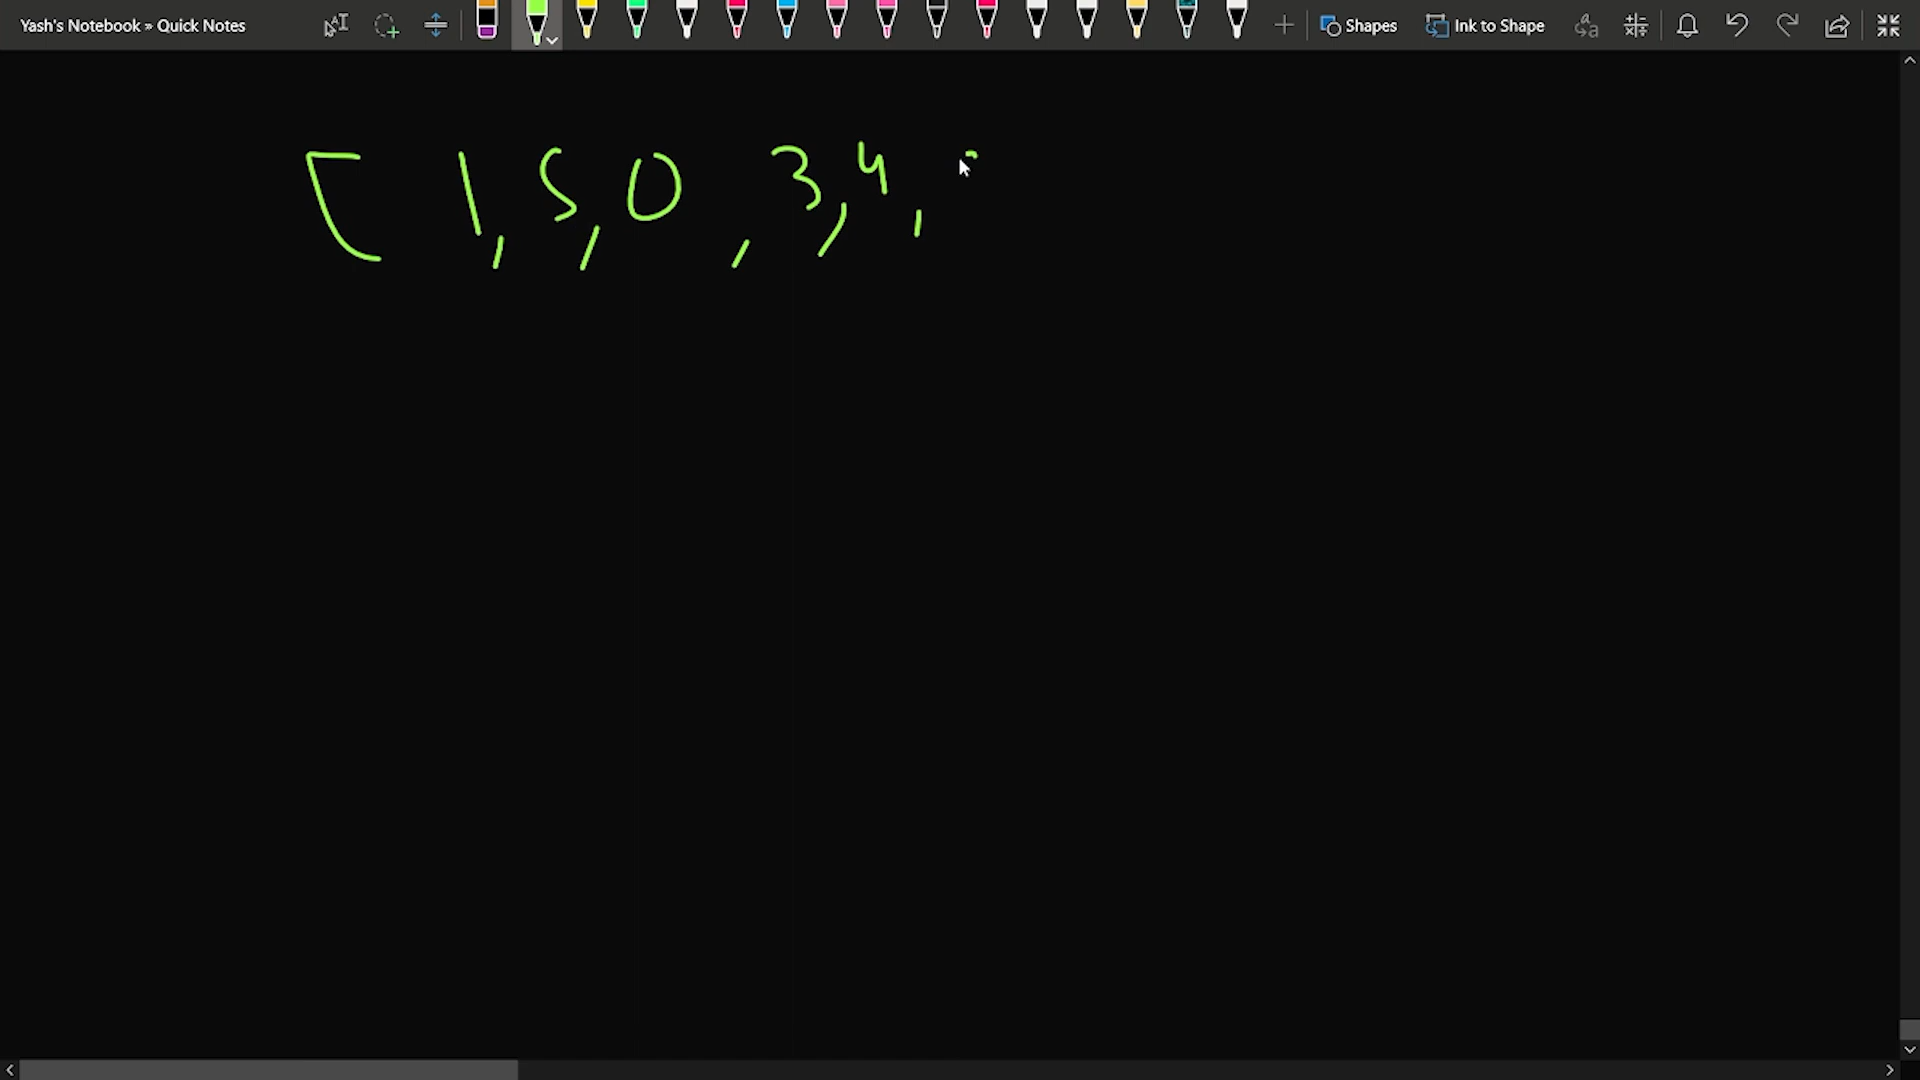 Yash's Notebook » Quick Notes
Shapes
Ink to Shape
[ 1, 5, 0 , 3, 4 ,